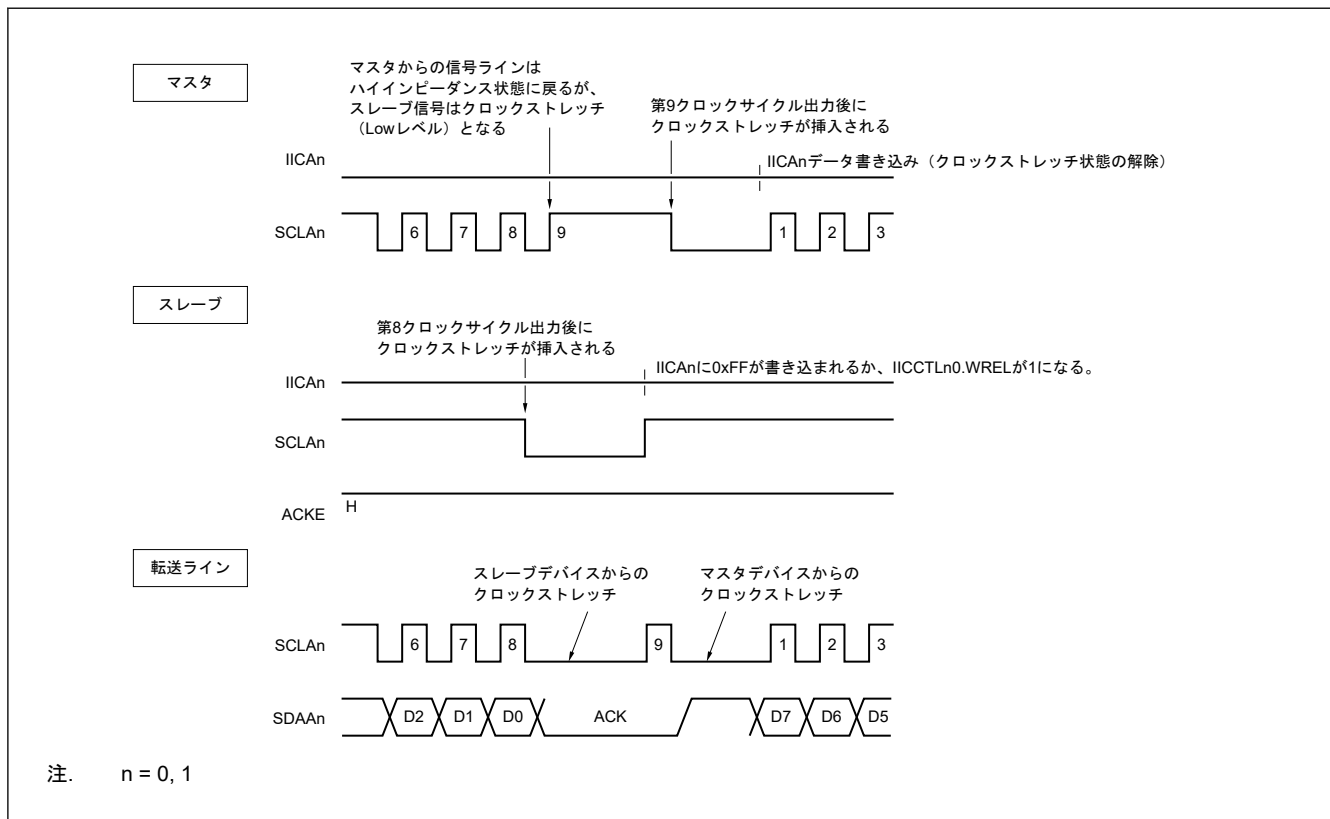 マスタ
マスタからの信号ラインは
ハイインピーダンス状態に戻るが、
スレーブ信号はクロックストレッチ
（Lowレベル）となる
第9クロックサイクル出力後に
クロックストレッチが挿入される
IICAn
IICAnデータ書き込み（クロックストレッチ状態の解除）
SCLAn
6 7 8 9 1 2 3
スレーブ
第8クロックサイクル出力後に
クロックストレッチが挿入される
IICAnに0xFFが書き込まれるか、IICCTLn0.WRELが1になる。
IICAn
SCLAn
ACKE
H
転送ライン
スレーブデバイスからの
クロックストレッチ
マスタデバイスからの
クロックストレッチ
SCLAn
6 7 8 9 1 2 3
SDAAn
D2 D1 D0 ACK D7 D6 D5
注. n = 0, 1